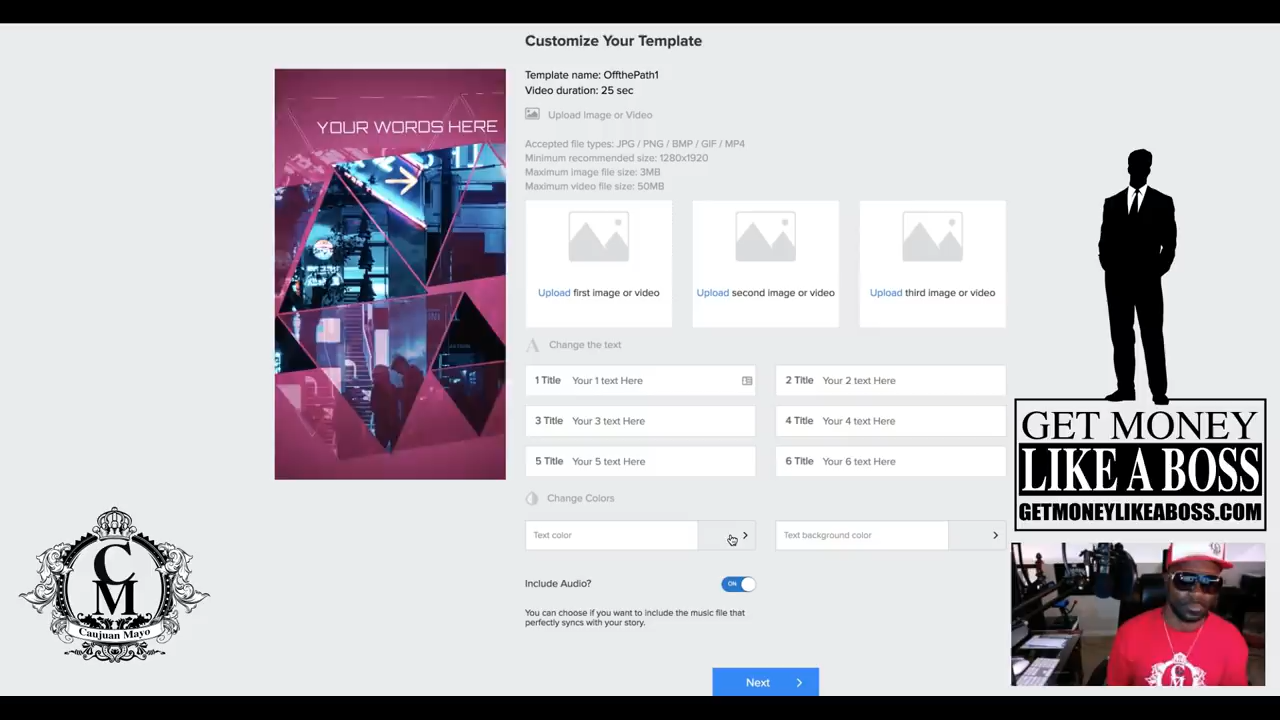 Customize Your Template
Template name: OffthePath1
Video duration: 25 sec
Upload Image or Video
Accepted file types: JPG / PNG / BMP / GIF / MP4
Minimum recommended size: 1280x1920
Maximum image file size: 3MB
Maximum video file size: 50MB
YOUR WORDS HERE
Upload first image or video
Upload second image or video
Upload third image or video
Change the text
1 Title Your 1 text Here
2 Title Your 2 text Here
3 Title Your 3 text Here
4 Title Your 4 text Here
5 Title Your 5 text Here
6 Title Your 6 text Here
Change Colors
Text color
Text background color
Include Audio?
ON
You can choose if you want to include the music file that
perfectly syncs with your story.
Next
GET MONEY
LIKE A BOSS
GETMONEYLIKEABOSS.COM
C
M
Caujuan Mayo
C
M